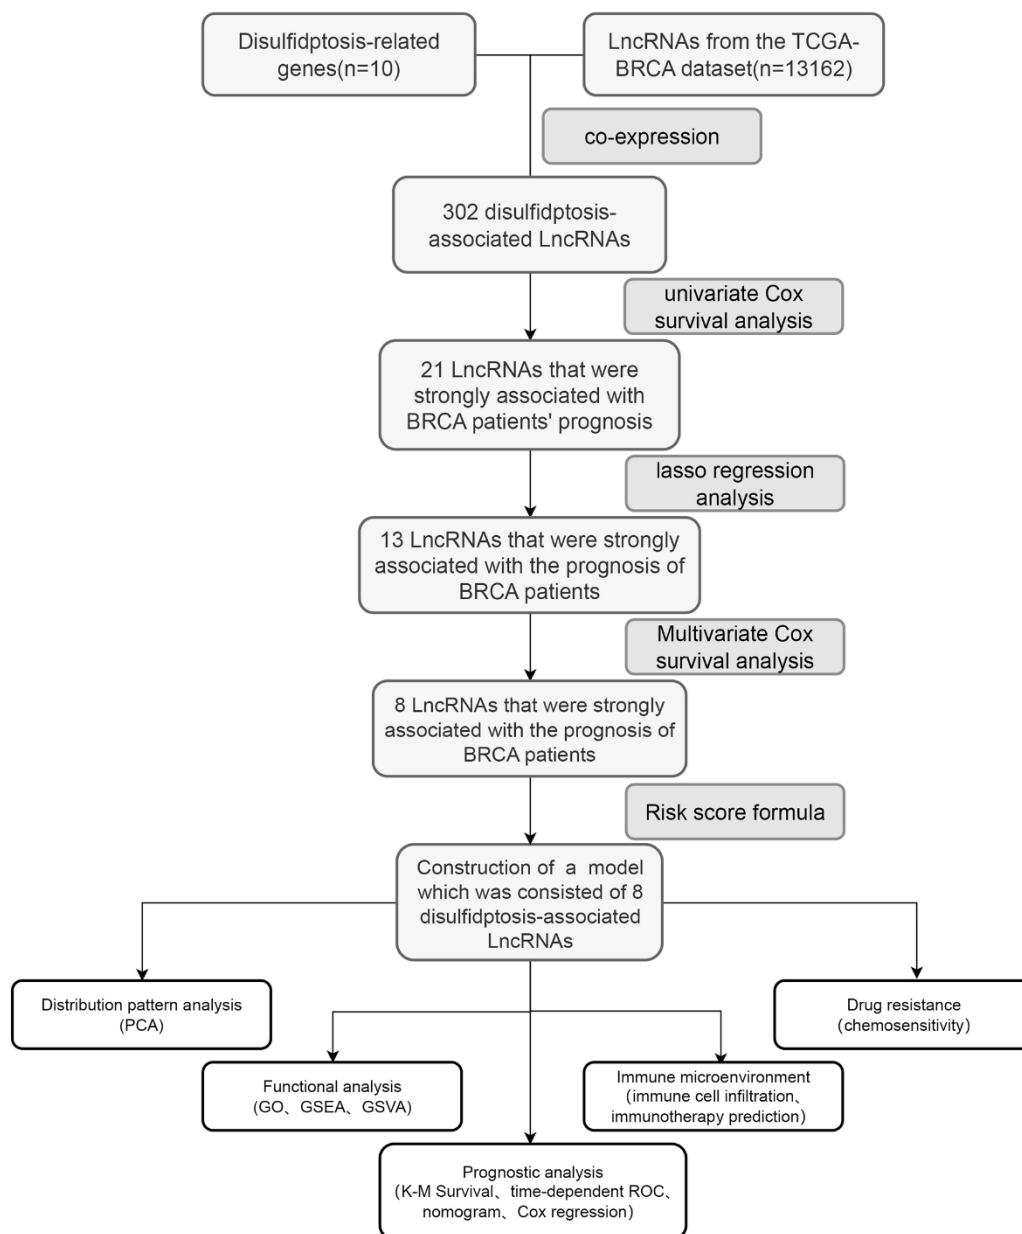 Disulfidptosis-related
genes(n=10)
LncRNAs from the TCGA-
BRCA dataset(n=13162)
co-expression
302 disulfidptosis-
associated LncRNAs
univariate Cox
survival analysis
21 LncRNAs that were
strongly associated with
BRCA patients' prognosis
lasso regression
analysis
13 LncRNAs that were strongly
associated with the prognosis of
BRCA patients
Multivariate Cox
survival analysis
8 LncRNAs that were strongly
associated with the prognosis of
BRCA patients
Risk score formula
Construction of a model
which was consisted of 8
disulfidptosis-associated
LncRNAs
Distribution pattern analysis
(PCA)
Drug resistance
(chemosensitivity)
Functional analysis
(GO、GSEA、GSVA)
Immune microenvironment
(immune cell infiltration、
immunotherapy prediction)
Prognostic analysis
(K-M Survival、time-dependent ROC、
nomogram、Cox regression)